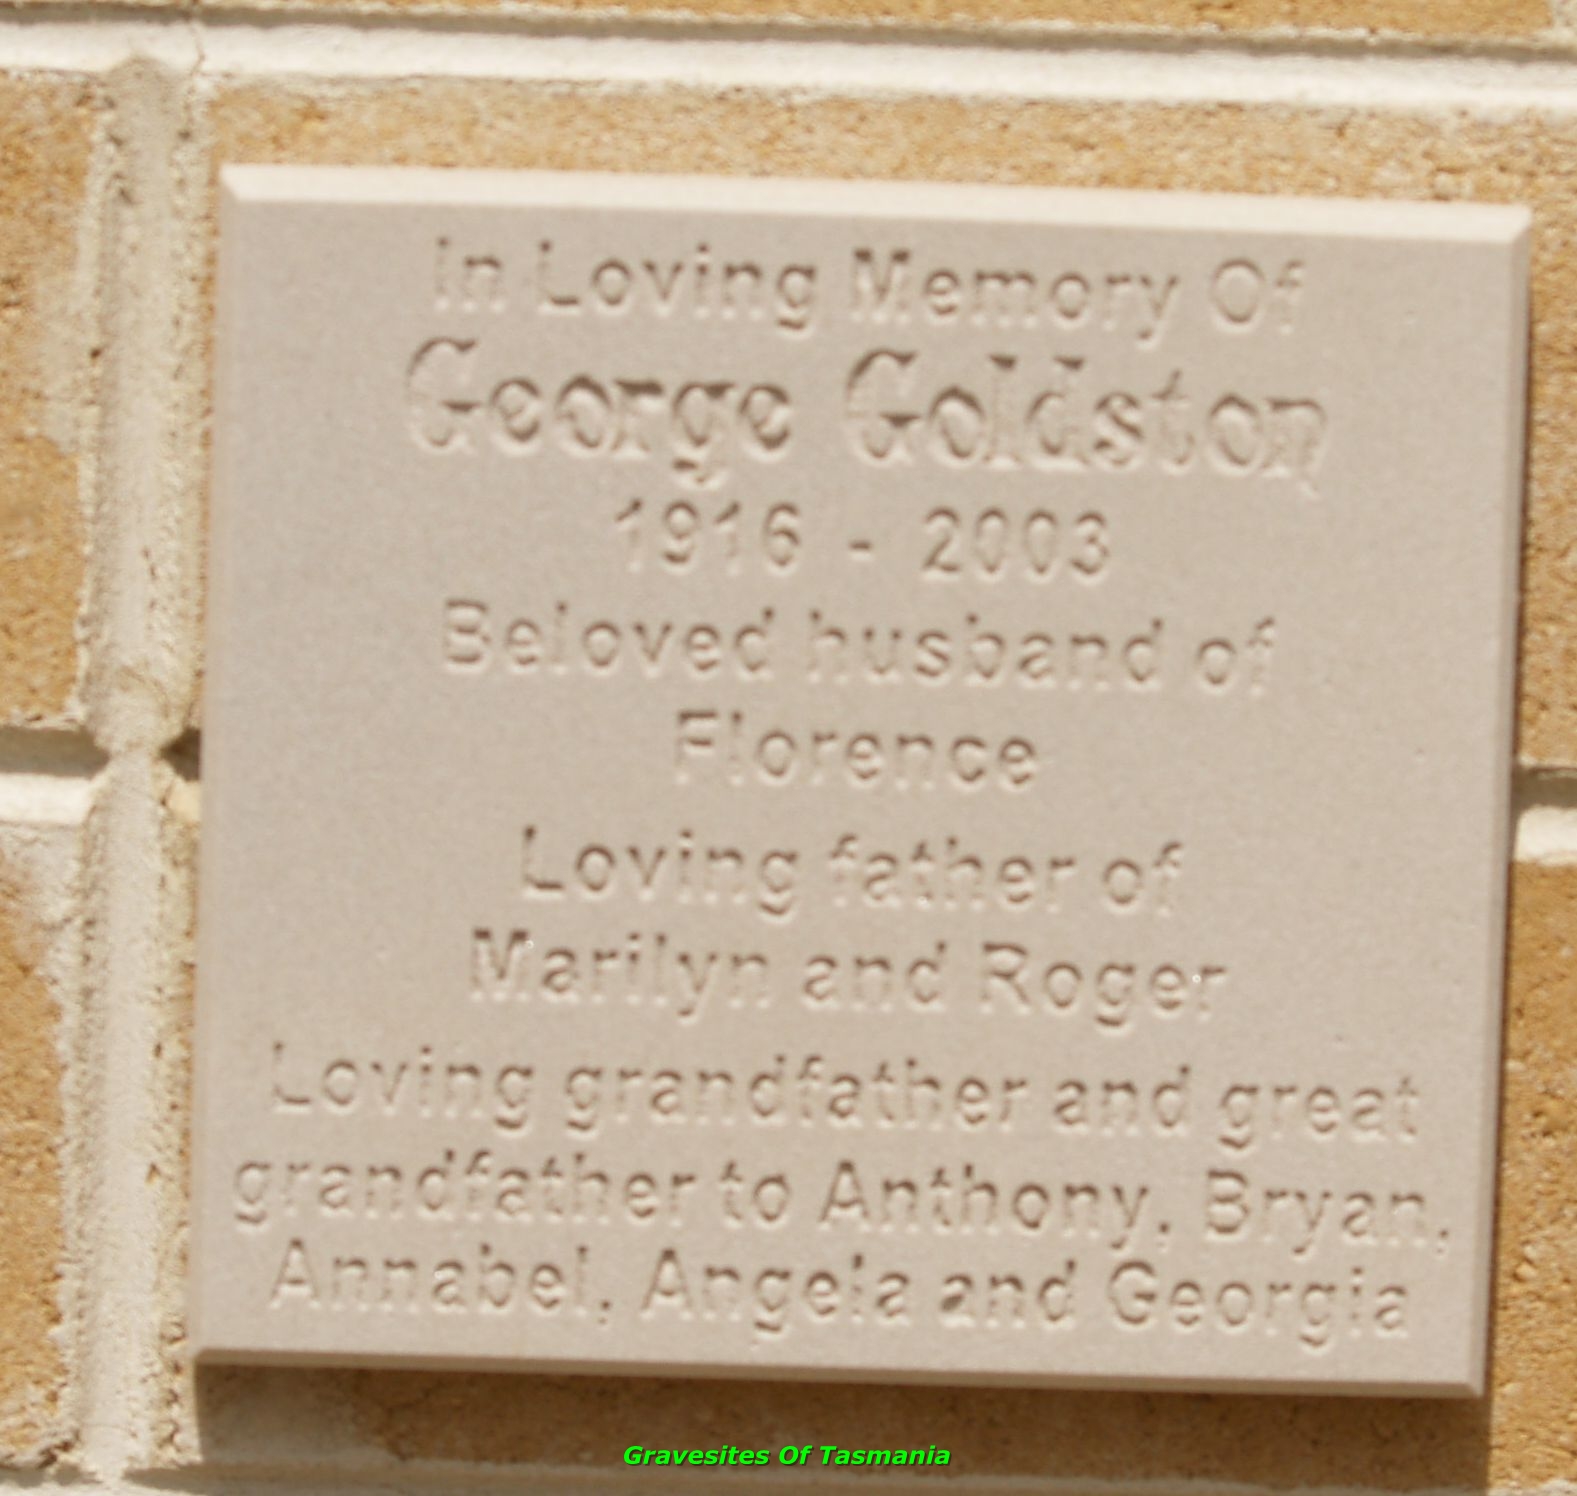 In Loving Memory Of
George Goldston
1916 - 2003
Beloved husband of
Florence
Loving father of
Marilyn and Roger
Loving grandfather and great
grandfather to Anthony, Bryan,
Annabel, Angela and Georgia
Gravesites Of Tasmania